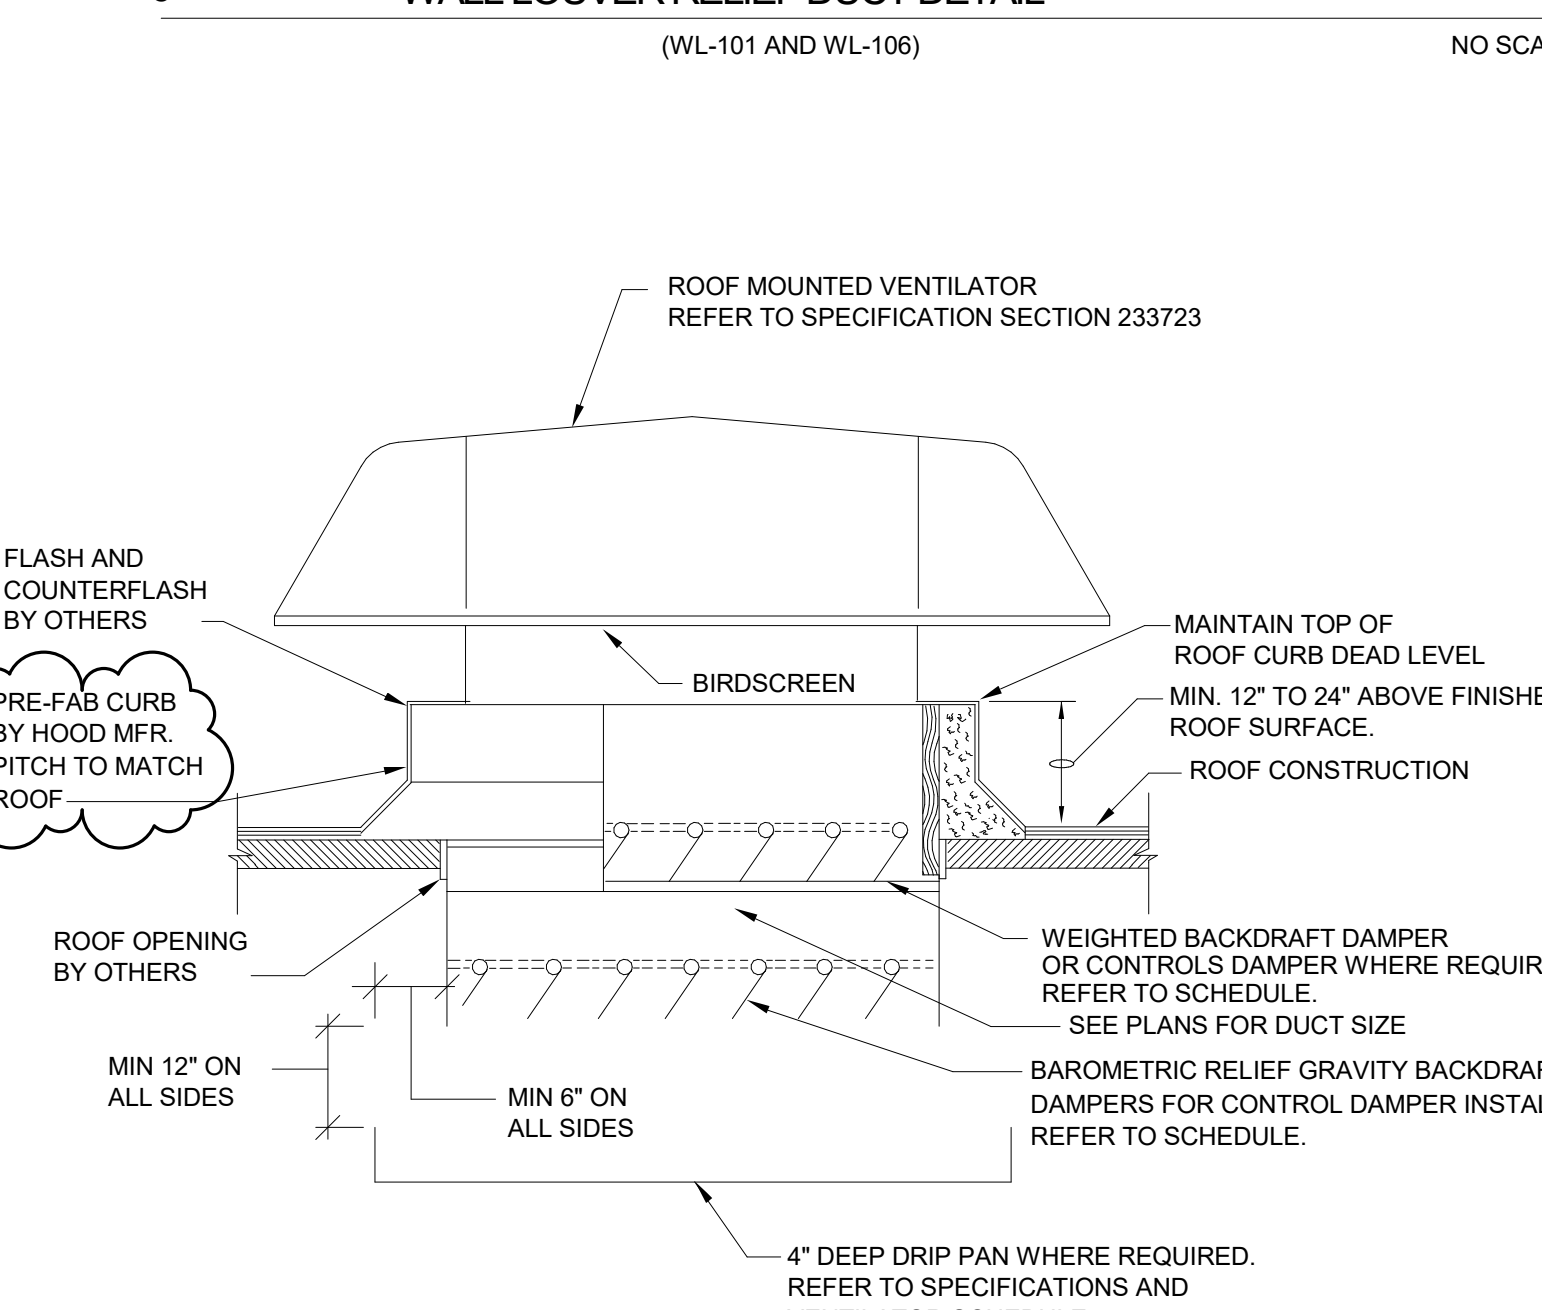 WALL LOUVER RELIEF DUCT DETAIL
(WL-101 AND WL-106)
NO SCA
ROOF MOUNTED VENTILATOR
REFER TO SPECIFICATION SECTION 233723
FLASH AND
COUNTERFLASH
BY OTHERS
PRE-FAB CURB
BY HOOD MFR.
PITCH TO MATCH
ROOF
BIRDSCREEN
MAINTAIN TOP OF
ROOF CURB DEAD LEVEL
MIN. 12" TO 24" ABOVE FINISHE
ROOF SURFACE.
ROOF CONSTRUCTION
ROOF OPENING
BY OTHERS
WEIGHTED BACKDRAFT DAMPER
OR CONTROLS DAMPER WHERE REQUIR
REFER TO SCHEDULE.
SEE PLANS FOR DUCT SIZE
BAROMETRIC RELIEF GRAVITY BACKDRAF
DAMPERS FOR CONTROL DAMPER INSTAL
REFER TO SCHEDULE.
MIN 12" ON
ALL SIDES
MIN 6" ON
ALL SIDES
4" DEEP DRIP PAN WHERE REQUIRED.
REFER TO SPECIFICATIONS AND